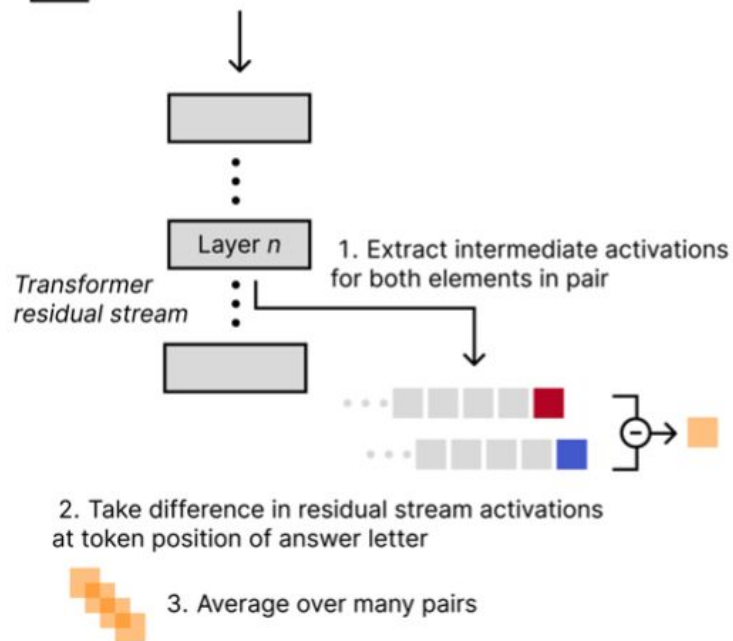 Layer n
1. Extract intermediate activations
for both elements in pair
Transformer
residual stream
2. Take difference in residual stream activations
at token position of answer letter
3. Average over many pairs